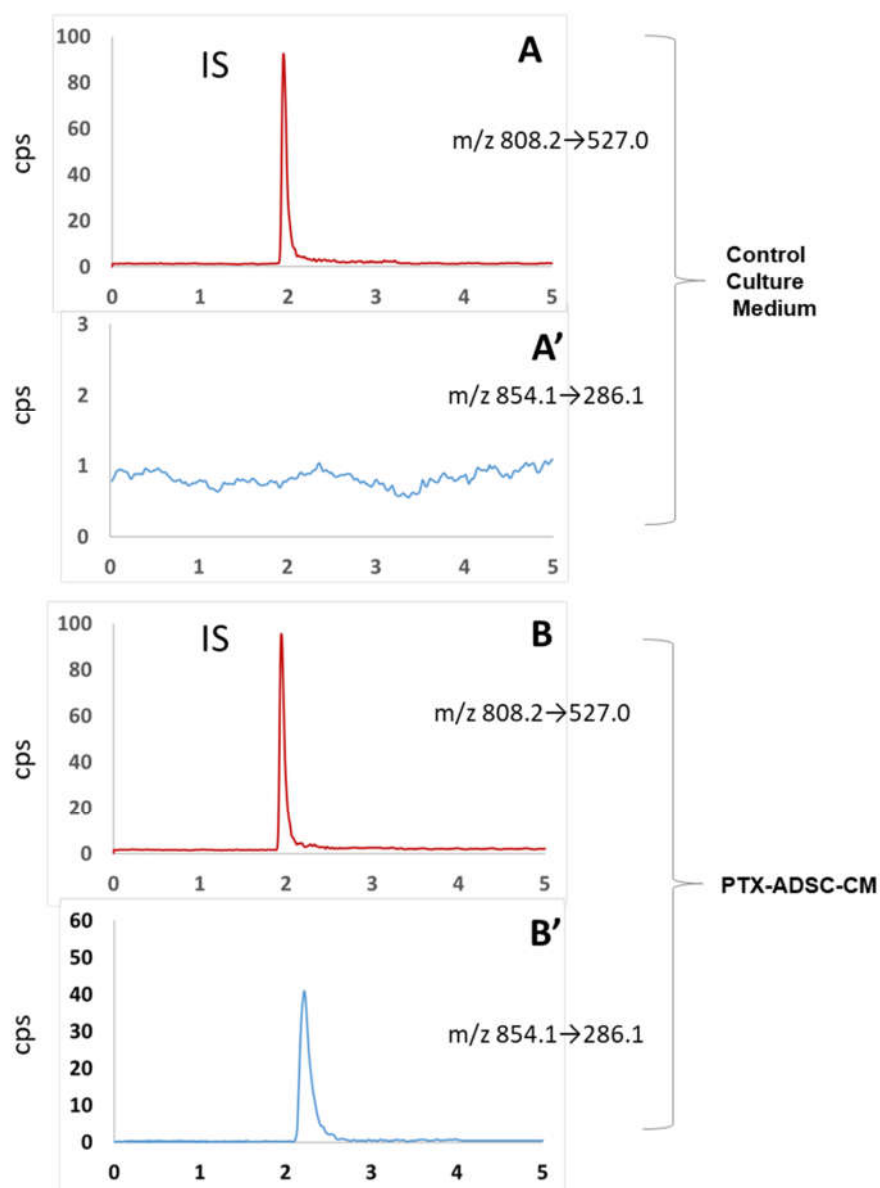 100
80
60
40
20
0
cps
IS
A
m/z 808.2→527.0
0 1 2 3 4 5
3
2
1
0
cps
A'
m/z 854.1→286.1
0 1 2 3 4 5
Control
Culture
Medium
100
80
60
40
20
0
cps
IS
B
m/z 808.2→527.0
0 1 2 3 4 5
60
50
40
30
20
10
0
cps
B'
m/z 854.1→286.1
0 1 2 3 4 5
PTX-ADSC-CM